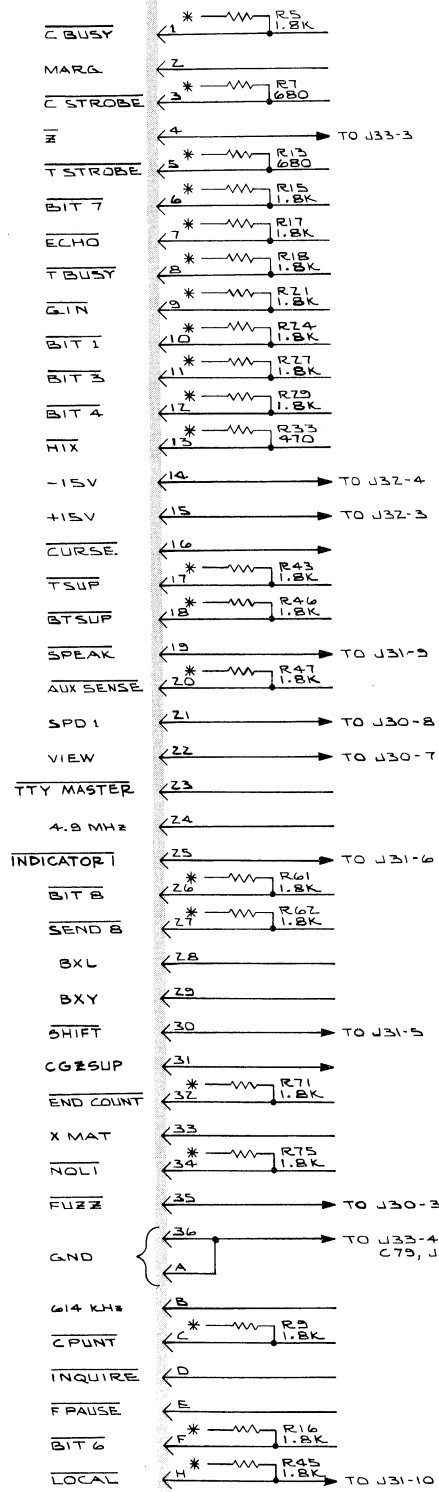 * R5
C BUSY 1 1.8K
MARG 2
* R7
C STROBE 3 680
Z 4 TO J33-3
* R13
T STROBE 5 680
* R15
BIT 7 6 1.8K
* R17
ECHO 7 1.8K
* R18
T BUSY 8 1.8K
* R21
GIN 9 1.8K
* R24
BIT 1 10 1.8K
* R27
BIT 3 11 1.8K
* R29
BIT 4 12 1.8K
* R33
HIX 13 470
-15V 14 TO J32-4
+15V 15 TO J32-3
CURSE. 16
* R43
TSUP 17 1.8K
* R46
BTSUP 18 1.8K
SPEAK 19 TO J31-9
* R47
AUX SENSE 20 1.8K
SPD 1 21 TO J30-8
VIEW 22 TO J30-7
TTY MASTER 23
4.9 MHz 24
INDICATOR 1 25 TO J31-6
* R61
BIT 8 26 1.8K
* R62
SEND 8 27 1.8K
BXL 28
BXY 29
SHIFT 30 TO J31-5
CGZSUP 31
* R71
END COUNT 32 1.8K
X MAT 33
* R75
NOLI 34 1.8K
FUZZ 35 TO J30-3
36 TO J33-4
C79, J
GND
A
614 KHz B
* R9
CPUNT C 1.8K
INQUIRE D
F PAUSE E
* R16
BIT 6 F 1.8K
* R45
LOCAL H 1.8K TO J31-10